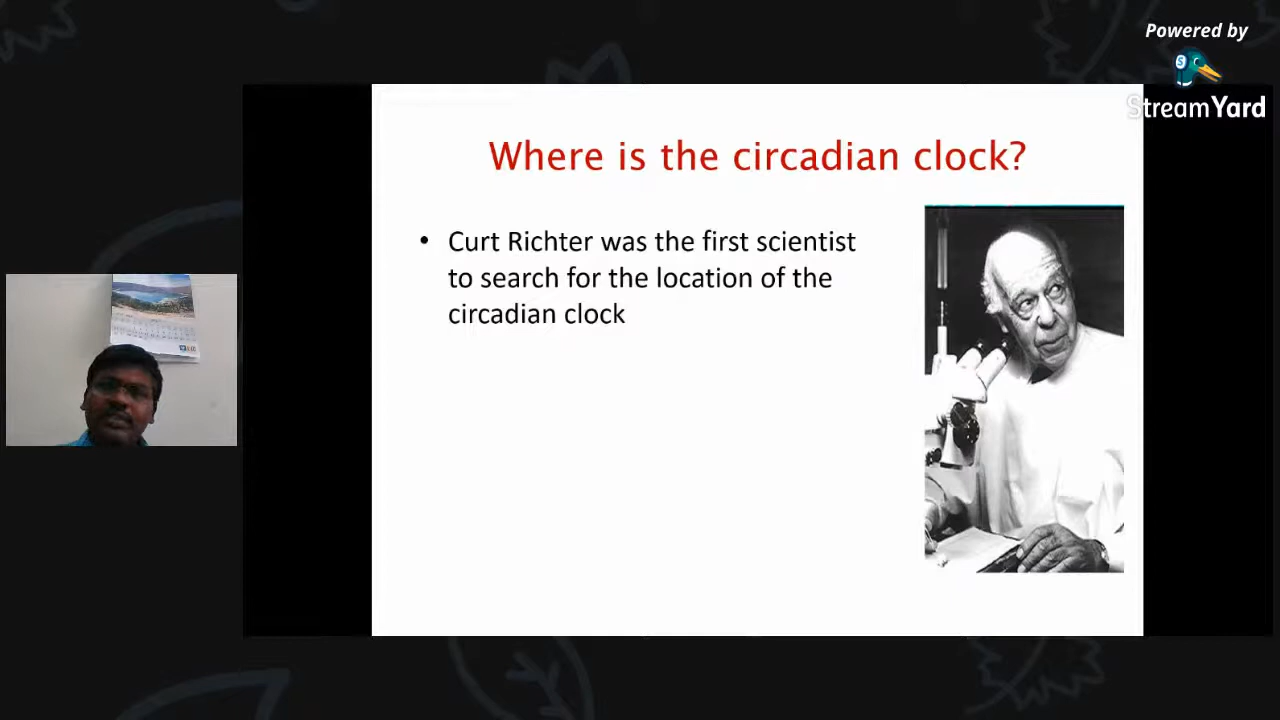 Powered by
StreamYard
Where is the circadian clock?
• Curt Richter was the first scientist
to search for the location of the
circadian clock